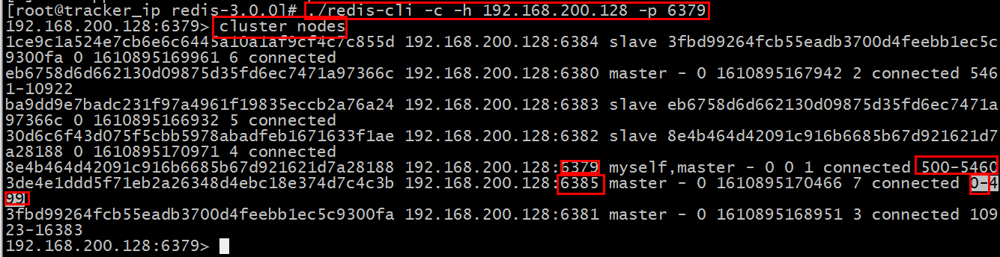 [root@tracker_ip redis-3.0.0]# ./redis-cli -c -h 192.168.200.128 -p 6379
192.168.200.128:6379> cluster nodes
1ce9c1a524e7cb6e6c6445a10a1af9cf4c7c855d 192.168.200.128:6384 slave 3fbd99264fcb55eadb3700d4feebb1ec5c
9300fa 0 1610895169961 6 connected
eb6758d6d662130d09875d35fd6ec7471a97366c 192.168.200.128:6380 master - 0 1610895167942 2 connected 546
1-10922
ba9dd9e7badc231f97a4961f19835eccb2a76a24 192.168.200.128:6383 slave eb6758d6d662130d09875d35fd6ec7471a
97366c 0 1610895166932 5 connected
30d6c6f43d075f5cbb5978abadfeb1671633f1ae 192.168.200.128:6382 slave 8e4b464d42091c916b6685b67d921621d7
a28188 0 1610895170971 4 connected
8e4b464d42091c916b6685b67d921621d7a28188 192.168.200.128:6379 myself,master - 0 0 1 connected 500-5460
3de4e1ddd5f71eb2a26348d4ebc18e374d7c4c3b 192.168.200.128:6385 master - 0 1610895170466 7 connected 0-4
99
3fbd99264fcb55eadb3700d4feebb1ec5c9300fa 192.168.200.128:6381 master - 0 1610895168951 3 connected 109
23-16383
192.168.200.128:6379>